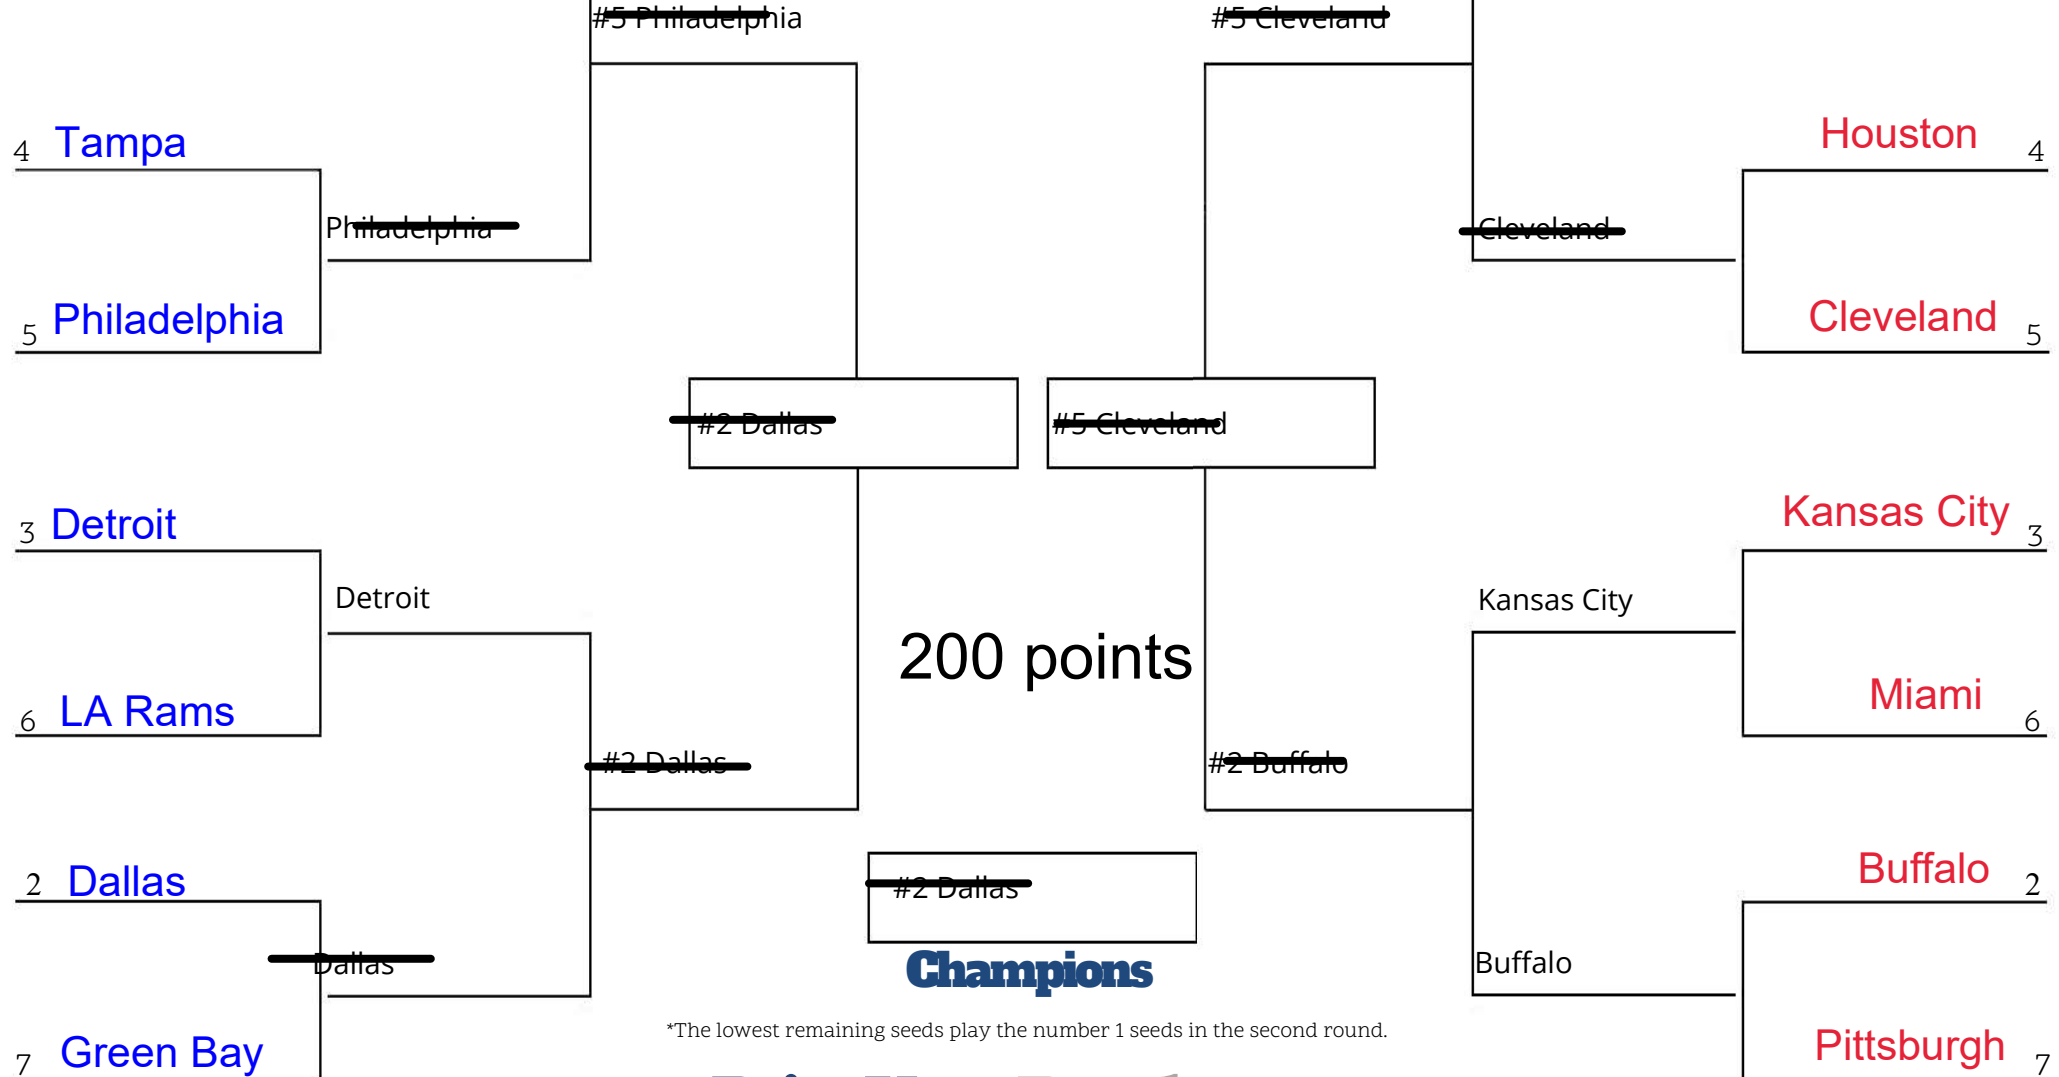 #5 Philadelphia
#5 Cleveland
4 Tampa
Houston 4
Philadelphia
Cleveland
5 Philadelphia
Cleveland 5
#2 Dallas
#5 Cleveland
3 Detroit
Kansas City 3
Detroit
Kansas City
200 points
6 LA Rams
Miami 6
#2 Dallas
#2 Buffalo
2 Dallas
#2 Dallas
Buffalo 2
Dallas
Champions
Buffalo
*The lowest remaining seeds play the number 1 seeds in the second round.
7 Green Bay
Pittsburgh 7